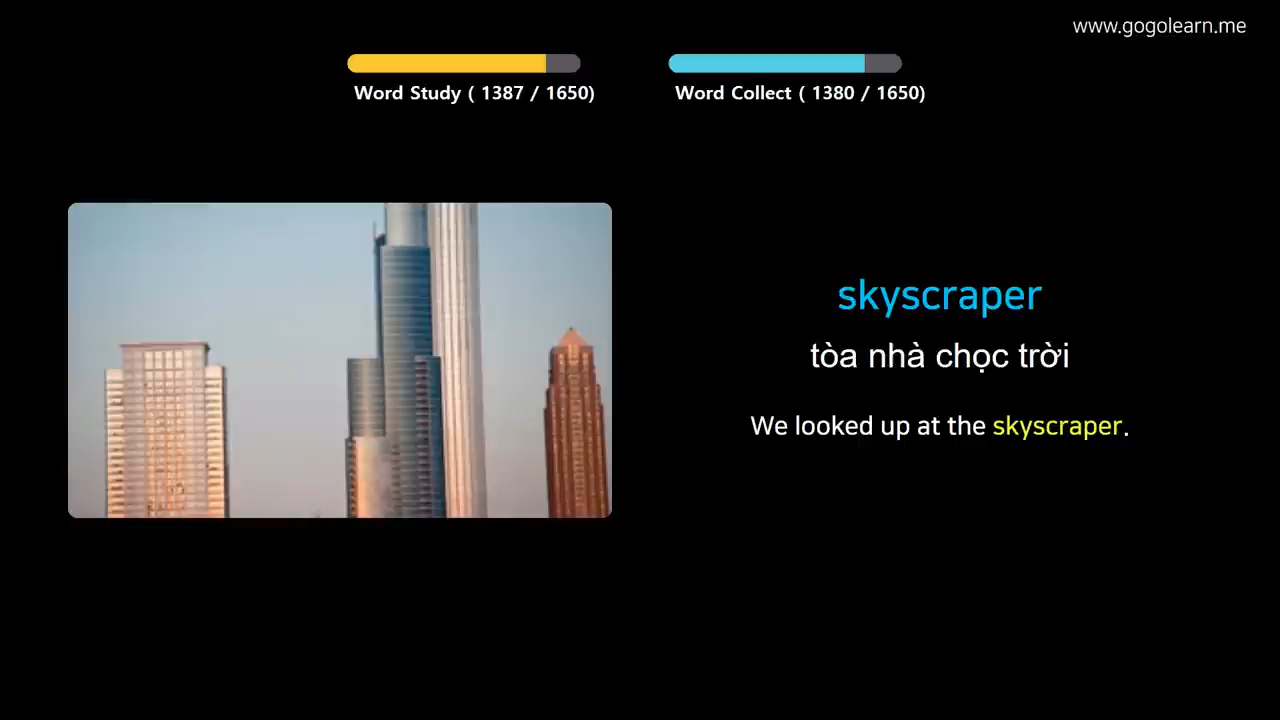 www.gogolearn.me
Word Study ( 1387 / 1650)
Word Collect ( 1380 / 1650)
skyscraper
tòa nhà chọc trời
We looked up at the skyscraper.